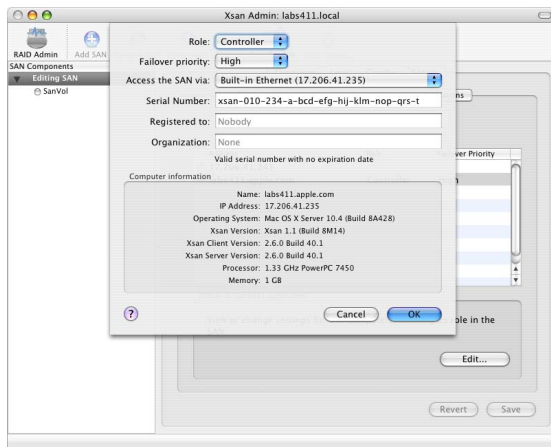 Xsan Admin: labs411.local
RAID Admin
Add SAN
SAN Components
Editing SAN
SanVol
Role: Controller
Failover priority: High
Access the SAN via: Built-in Ethernet (17.206.41.235)
Serial Number: xsan-010-234-a-bcd-efg-hij-klm-nop-qrs-t
Registered to: Nobody
Organization: None
Valid serial number with no expiration date
Computer information
Name: labs411.apple.com
IP Address: 17.206.41.235
Operating System: Mac OS X Server 10.4 (Build 8A428)
Xsan Version: Xsan 1.1 (Build 8M14)
Xsan Client Version: 2.6.0 Build 40.1
Xsan Server Version: 2.6.0 Build 40.1
Processor: 1.33 GHz PowerPC 7450
Memory: 1 GB
?
Cancel
OK
ns
ver Priority
ble in the
Edit...
Revert
Save